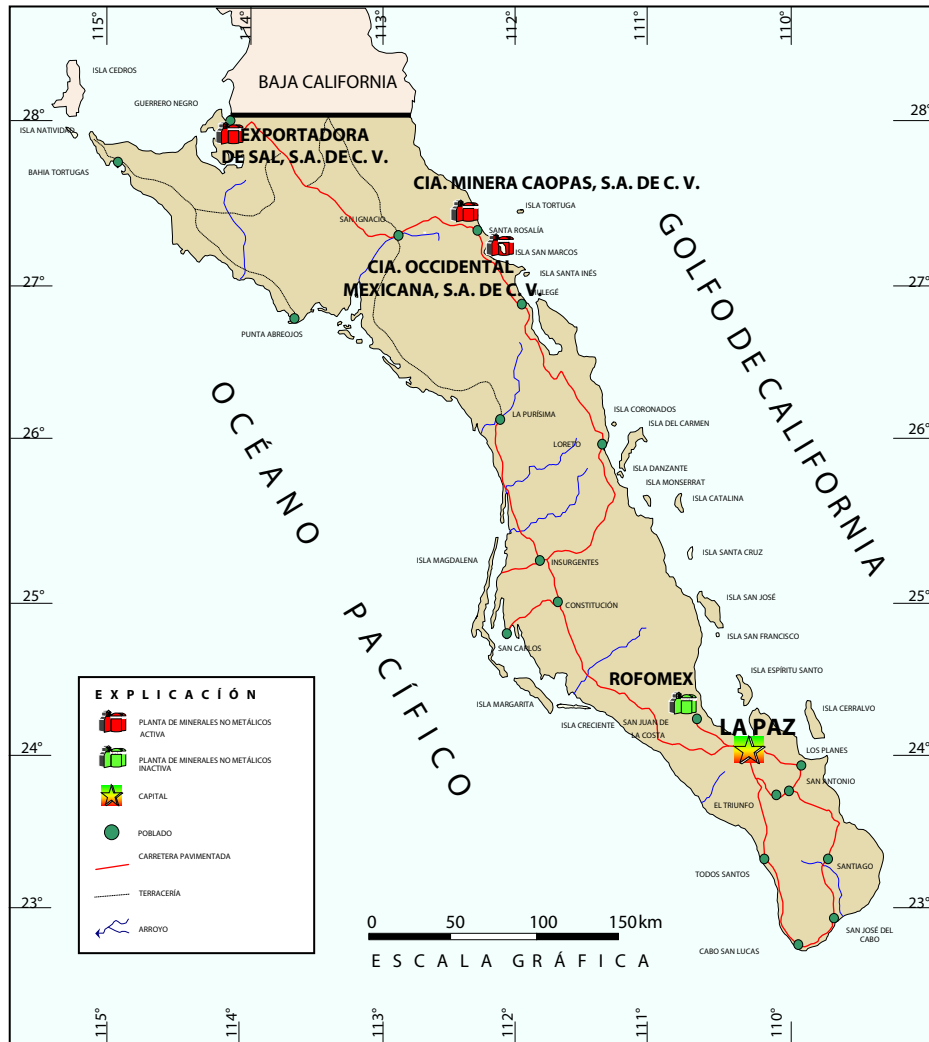 115°
114°
113°
112°
111°
110°
ISLA CEDROS
BAJA CALIFORNIA
GUERRERO NEGRO
28°
28°
ISLA NATIVIDAD
EXPORTADORA
DE SAL, S.A. DE C. V.
BAHIA TORTUGAS
CIA. MINERA CAOPAS, S.A. DE C. V.
ISLA TORTUGA
SAN IGNACIO
SANTA ROSALÍA
ISLA SAN MARCOS
CIA. OCCIDENTAL
MEXICANA, S.A. DE C. V.
ISLA SANTA INÉS
MULEGÉ
27°
27°
PUNTA ABREOJOS
GOLFO DE CALIFORNIA
OCÉANO PACÍFICO
LA PURÍSIMA
ISLA CORONADOS
ISLA DEL CARMEN
26°
26°
LORETO
ISLA DANZANTE
ISLA MONSERRAT
ISLA CATALINA
ISLA MAGDALENA
INSURGENTES
ISLA SANTA CRUZ
25°
25°
CONSTITUCIÓN
ISLA SAN JOSÉ
SAN CARLOS
ISLA SAN FRANCISCO
ROFOMEX
ISLA ESPÍRITU SANTO
ISLA MARGARITA
ISLA CRECIENTE
SAN JUAN DE
LA COSTA
LA PAZ
ISLA CERRALVO
24°
24°
LOS PLANES
SAN ANTONIO
EL TRIUNFO
TODOS SANTOS
SANTIAGO
23°
23°
SAN JOSÉ DEL
CABO
CABO SAN LUCAS
EXPLICACÍÓN
PLANTA DE MINERALES NO METÁLICOS
ACTIVA
PLANTA DE MINERALES NO METÁLICOS
INACTIVA
CAPITAL
POBLADO
CARRETERA PAVIMENTADA
TERRACERÍA
ARROYO
0 50 100 150 km
ESCALA GRÁFICA
115°
114°
113°
112°
111°
110°